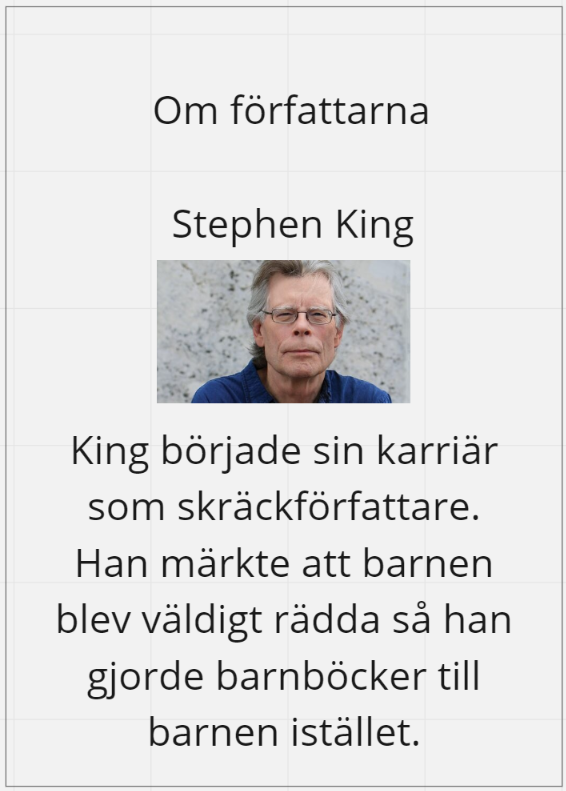 Om författarna
Stephen King
King började sin karriär
som skräckförfattare.
Han märkte att barnen
blev väldigt rädda så han
gjorde barnböcker till
barnen istället.